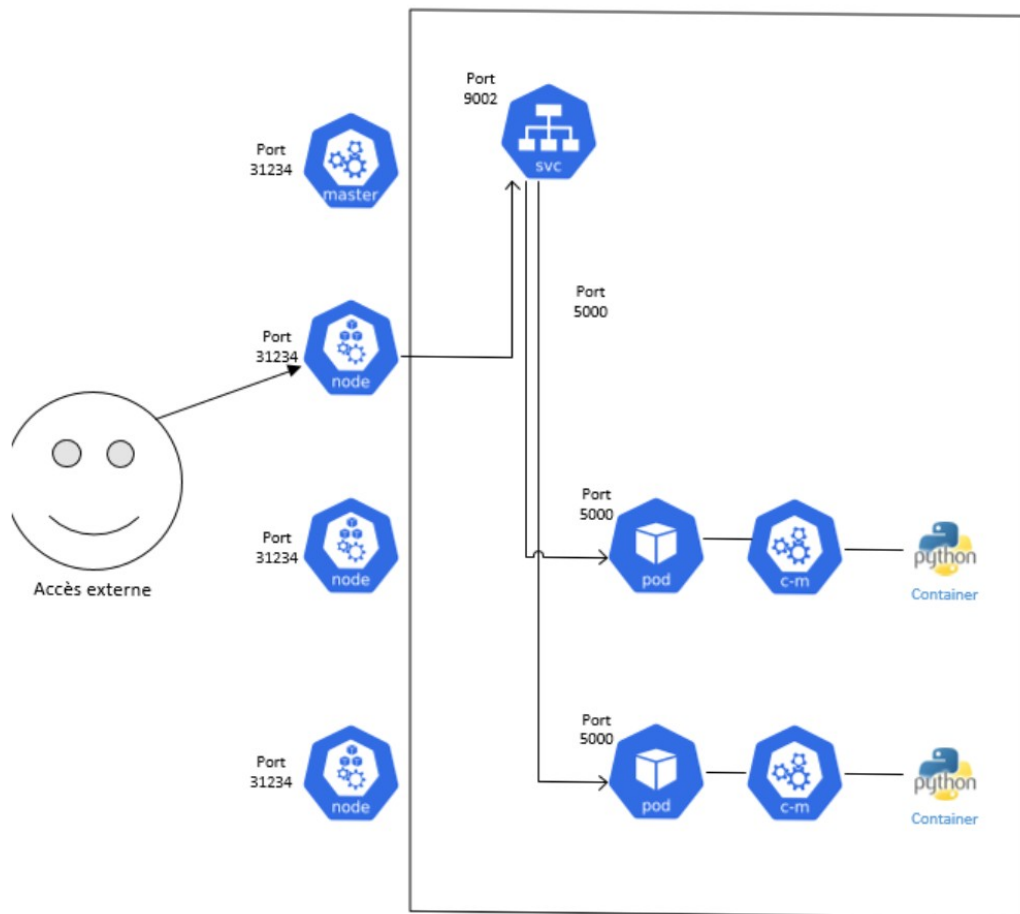 Port
9002
svc
Port
31234
master
Port
5000
Port
31234
node
Accès externe
Port
31234
node
Port
5000
pod
c-m
python
Container
Port
31234
node
Port
5000
pod
c-m
python
Container